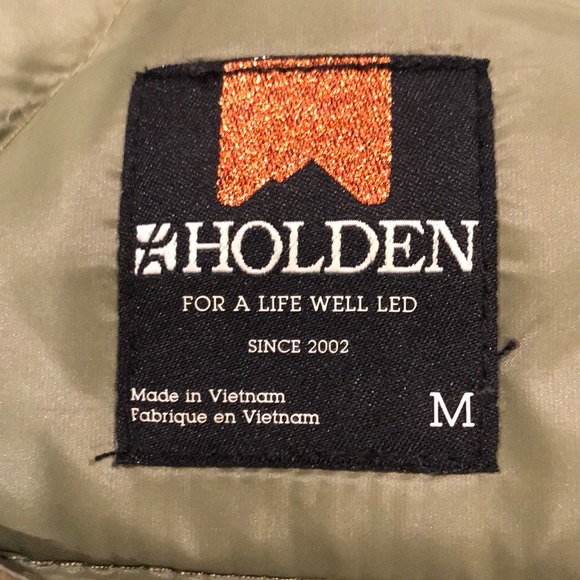 HOLDEN
FOR A LIFE WELL LED
SINCE 2002
Made in Vietnam
Fabrique en Vietnam
M